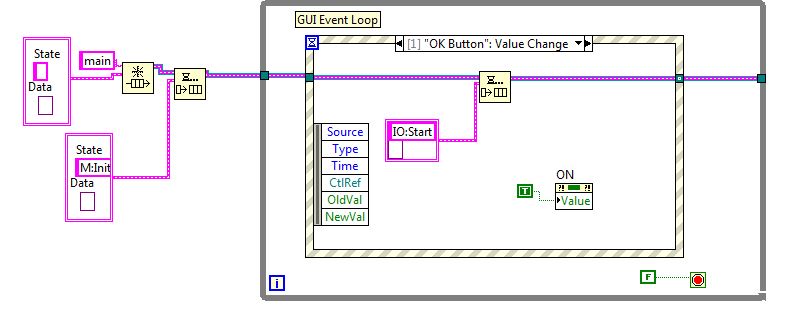 GUI Event Loop
[1] "OK Button": Value Change
State
main
Data
State
M:Init
Data
Source
Type
Time
CtlRef
OldVal
NewVal
IO:Start
ON
T
?! ?!
Value
F
i